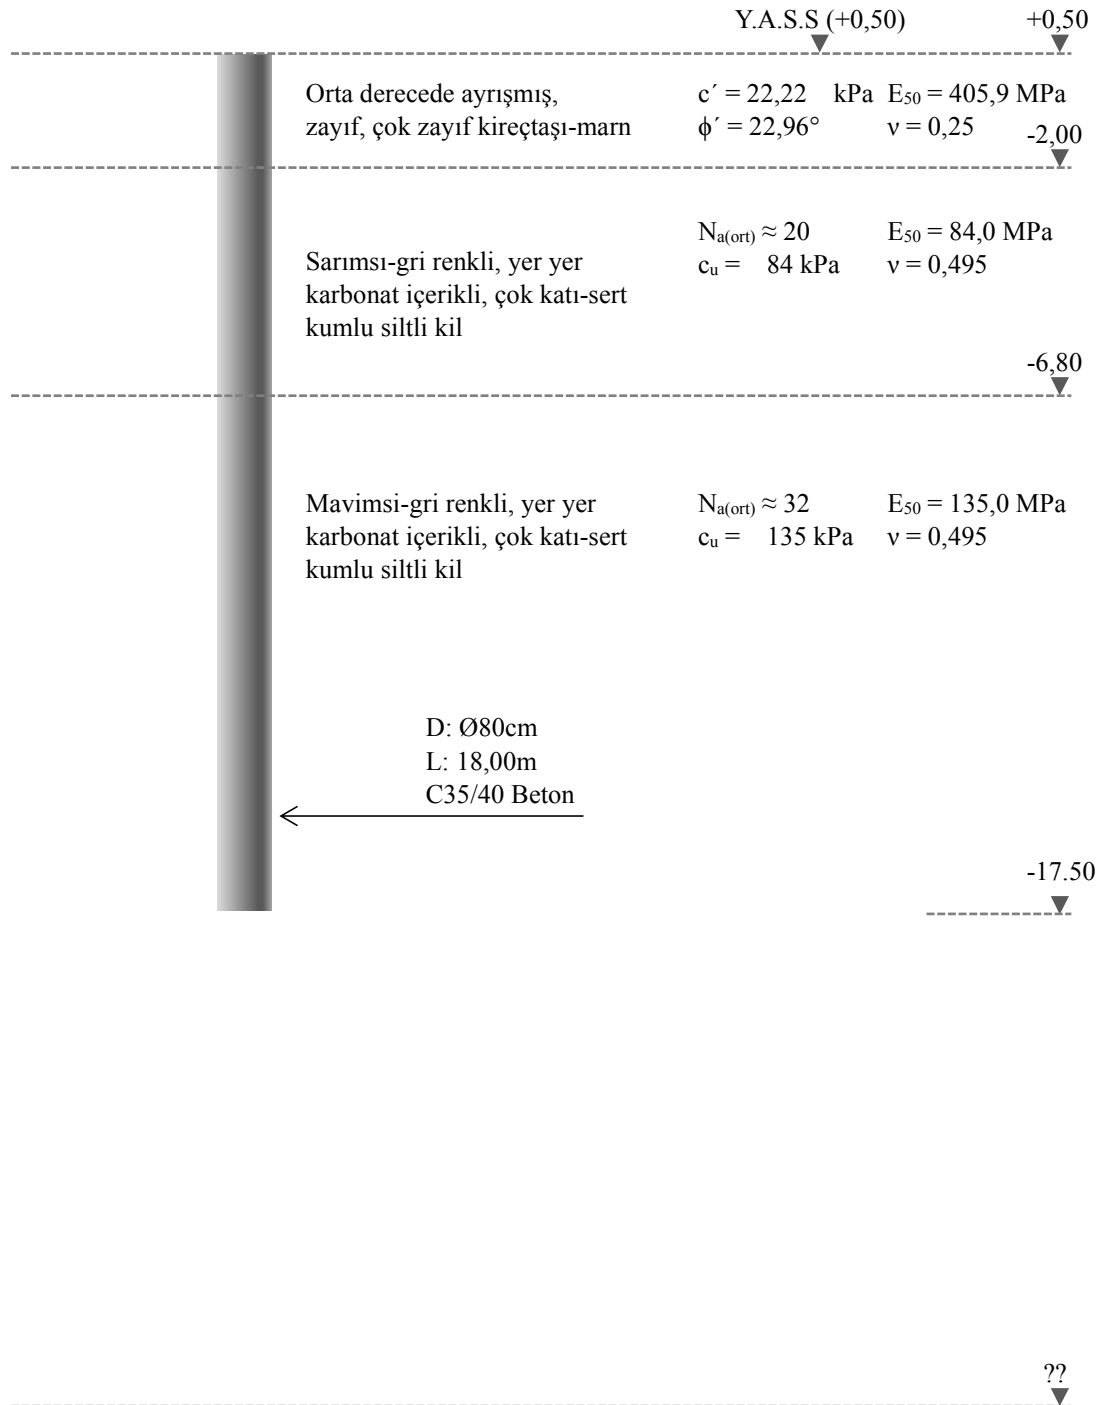 Y.A.S.S (+0,50) +0,50
Orta derecede ayrışmış, c´ = 22,22 kPa E50 = 405,9 MPa
zayıf, çok zayıf kireçtaşı-marn ϕ´ = 22,96° ν = 0,25 -2,00
Na(ort) ≈ 20 E50 = 84,0 MPa
Sarımsı-gri renkli, yer yer cu = 84 kPa ν = 0,495
karbonat içerikli, çok katı-sert
kumlu siltli kil
-6,80
Mavimsi-gri renkli, yer yer Na(ort) ≈ 32 E50 = 135,0 MPa
karbonat içerikli, çok katı-sert cu = 135 kPa ν = 0,495
kumlu siltli kil
D: Ø80cm
L: 18,00m
C35/40 Beton
-17.50
??